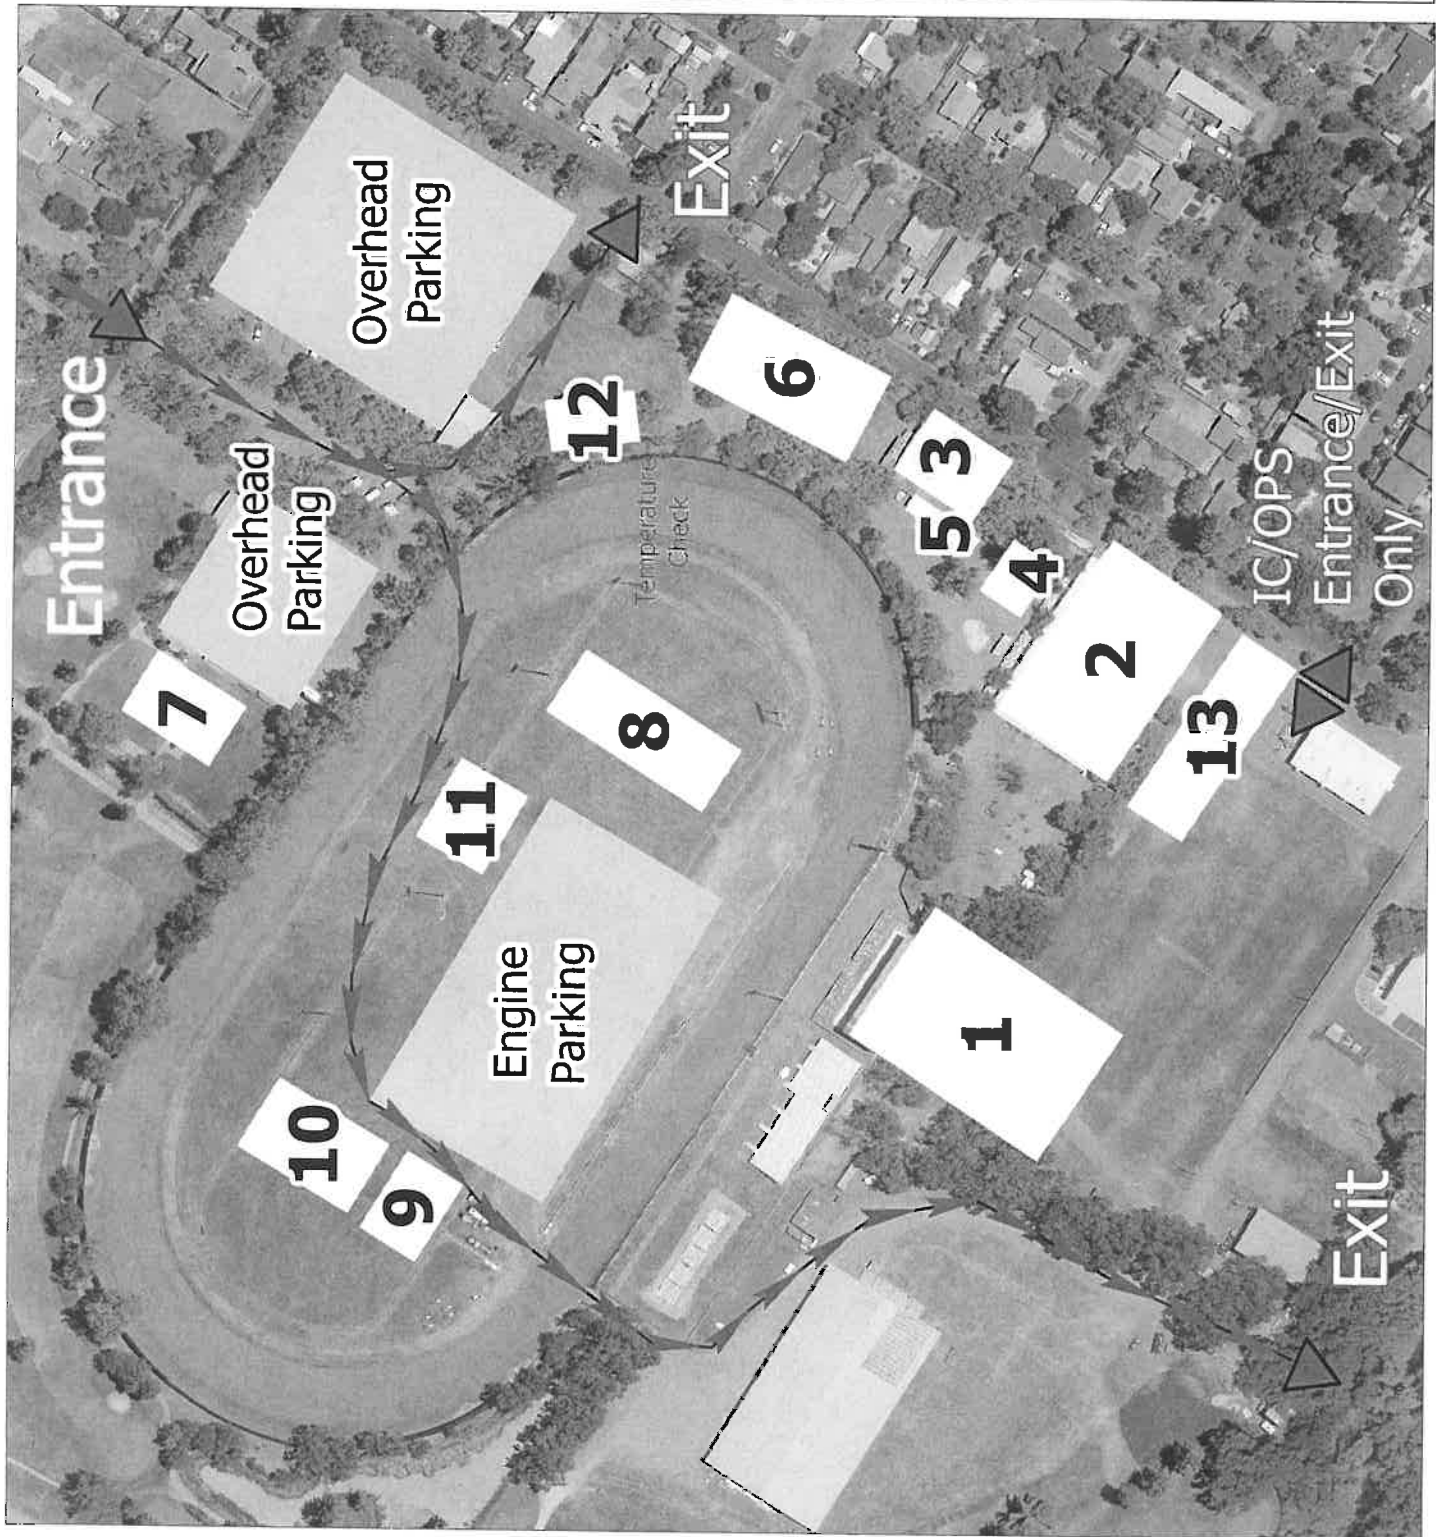 Entrance
7
Overhead
Parking
10
Overhead
Parking
9
11
Engine
Parking
12
Temperature
Check
8
Exit
6
5
3
1
4
2
13
IC/OPS
Entrance/Exit
Only
Exit